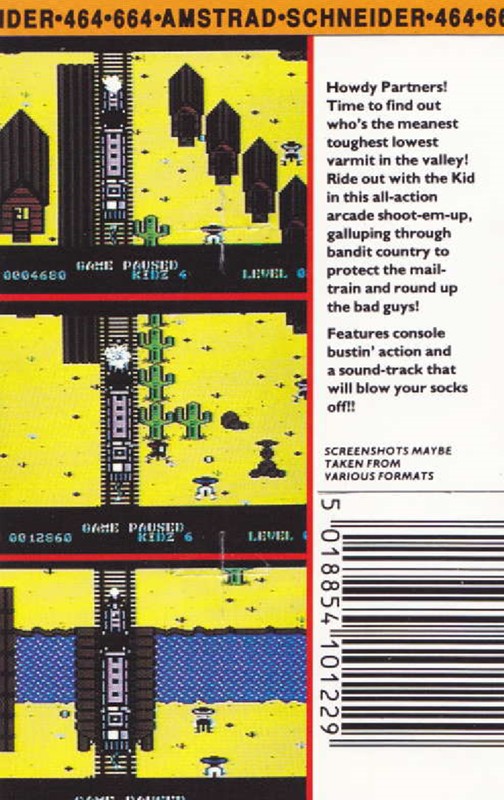 IDER•464•664•AMSTRAD•SCHNEIDER•464•66
Howdy Partners!
Time to find out
who's the meanest
toughest lowest
varmit in the valley!
Ride out with the Kid
in this all-action
arcade shoot-em-up,
galluping through
bandit country to
protect the mail-
train and round up
the bad guys!
Features console
bustin' action and
a sound-track that
will blow your socks
off!!
SCREENSHOTS MAYBE
TAKEN FROM
VARIOUS FORMATS
5 018854 101229
GAME PAUSED
0004680 KIDZ 4 LEVEL 0
GAME PAUSED
0012860 KIDZ 6 LEVEL
GAME PAUSED